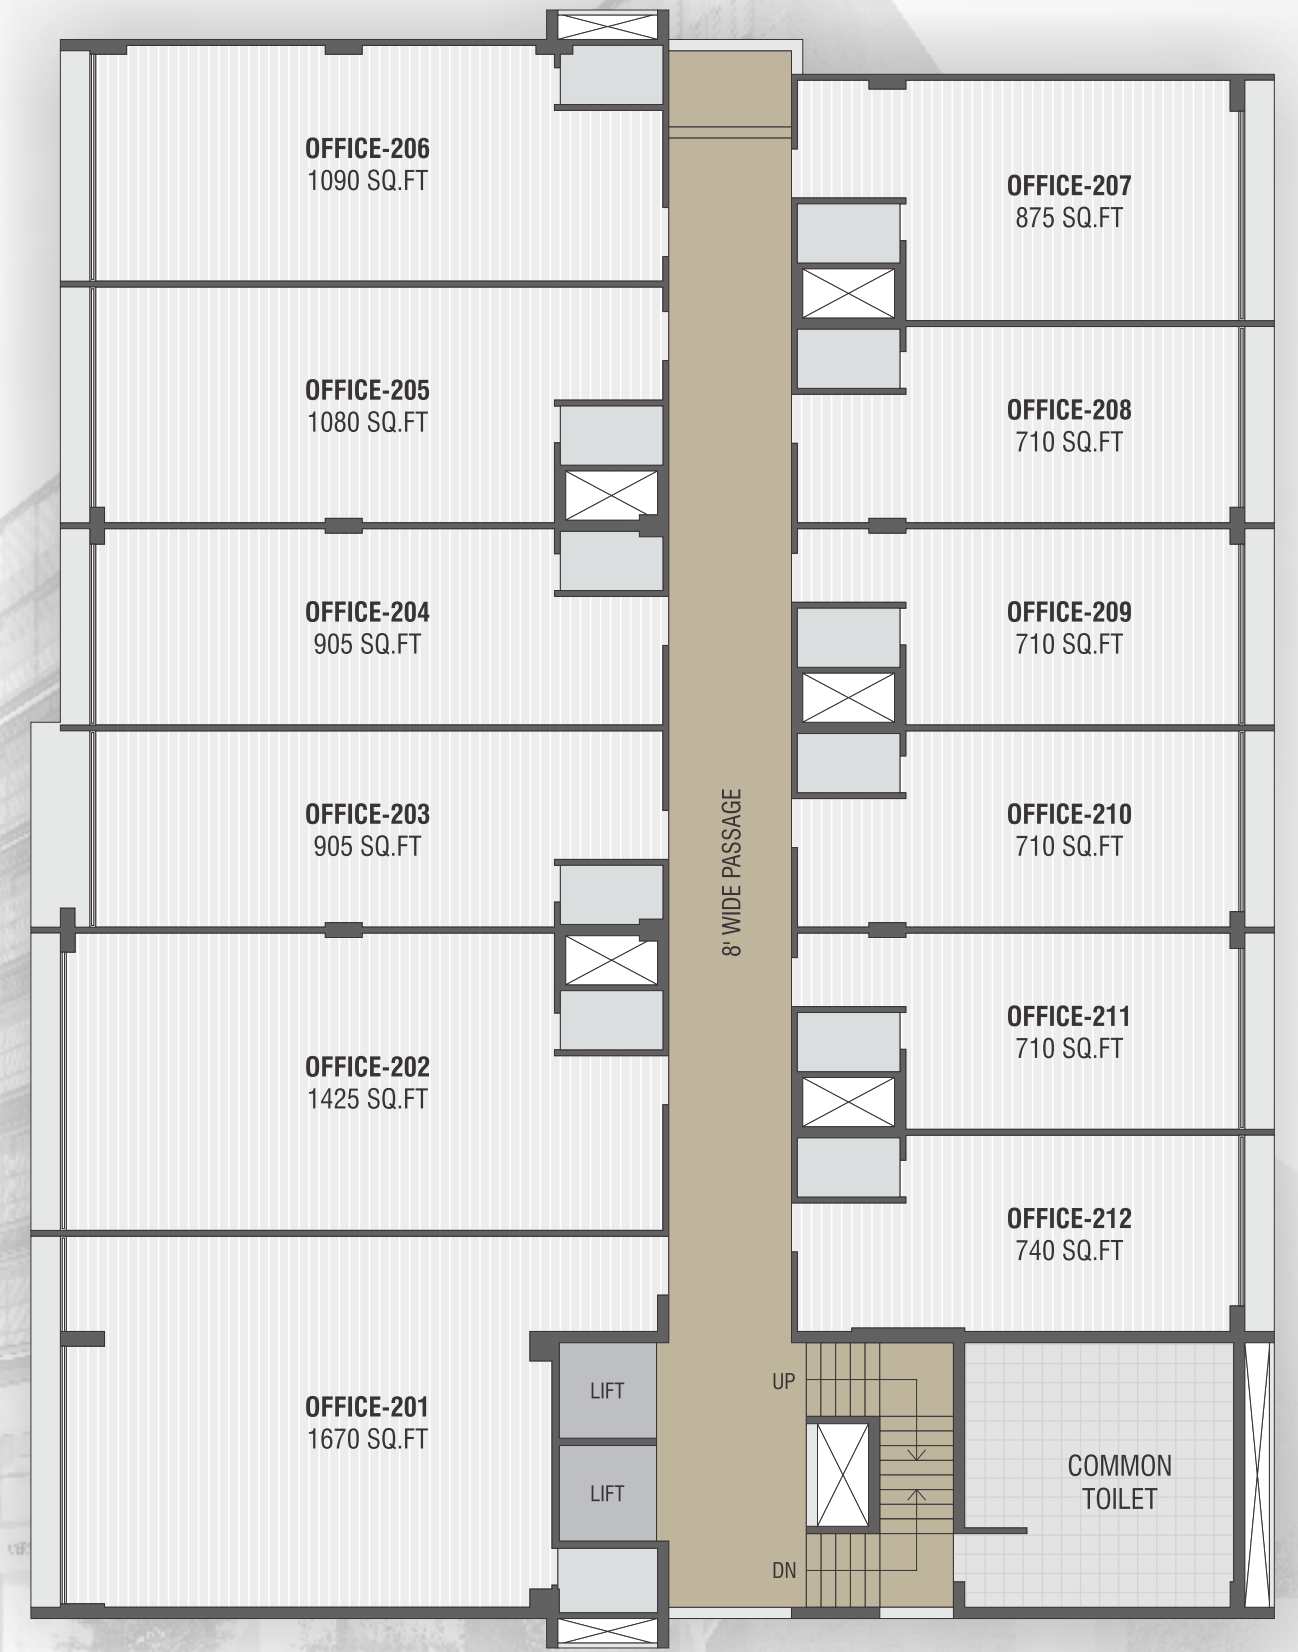 OFFICE-206
1090 SQ.FT
OFFICE-207
875 SQ.FT
OFFICE-205
1080 SQ.FT
OFFICE-208
710 SQ.FT
OFFICE-204
905 SQ.FT
OFFICE-209
710 SQ.FT
OFFICE-203
905 SQ.FT
8' WIDE PASSAGE
OFFICE-210
710 SQ.FT
OFFICE-202
1425 SQ.FT
OFFICE-211
710 SQ.FT
OFFICE-212
740 SQ.FT
OFFICE-201
1670 SQ.FT
LIFT
LIFT
UP
DN
COMMON
TOILET